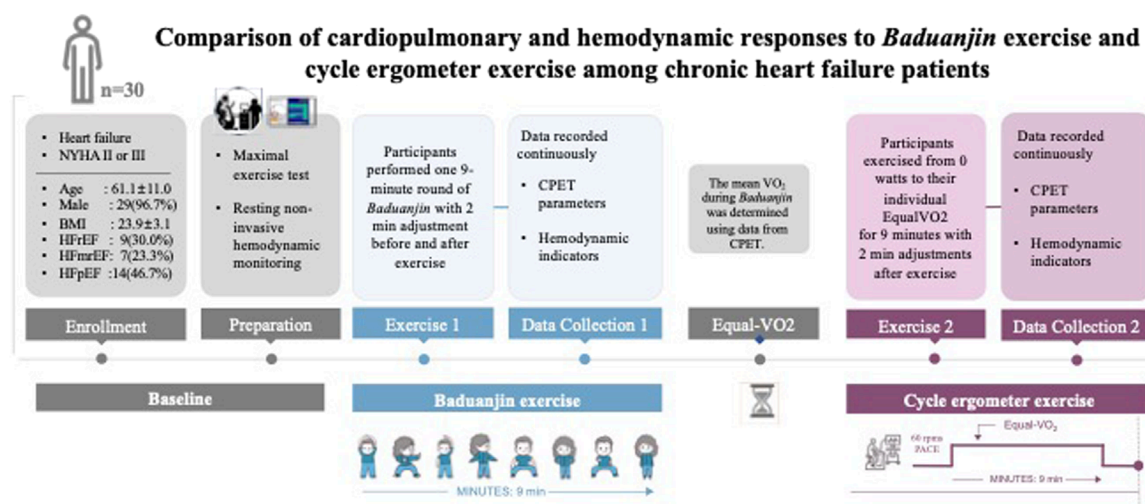 Comparison of cardiopulmonary and hemodynamic responses to Baduanjin exercise and
cycle ergometer exercise among chronic heart failure patients
n=30
• Heart failure
• NYHA II or III
• Age : 61.1±11.0
• Male : 29(96.7%)
• BMI : 23.9±3.1
• HFrEF : 9(30.0%)
• HFmrEF: 7(23.3%)
• HFpEF :14(46.7%)
• Maximal
exercise test
• Resting non-
invasive
hemodynamic
monitoring
Participants
performed one 9-
minute round of
Baduanjin with 2
min adjustment
before and after
exercise
Data recorded
continuously
• CPET
parameters
• Hemodynamic
indicators
The mean VO₂
during Baduanjin
was determined
using data from
CPET.
Participants
exercised from 0
watts to their
individual
EqualVO2
for 9 minutes with
2 min adjustments
after exercise
Data recorded
continuously
• CPET
parameters
• Hemodynamic
indicators
Enrollment
Preparation
Exercise 1
Data Collection 1
Equal-VO2
Exercise 2
Data Collection 2
Baseline
Baduanjin exercise
Cycle ergometer exercise
MINUTES: 9 min
60 rpms
PACE
Equal-VO₂
MINUTES: 9 min